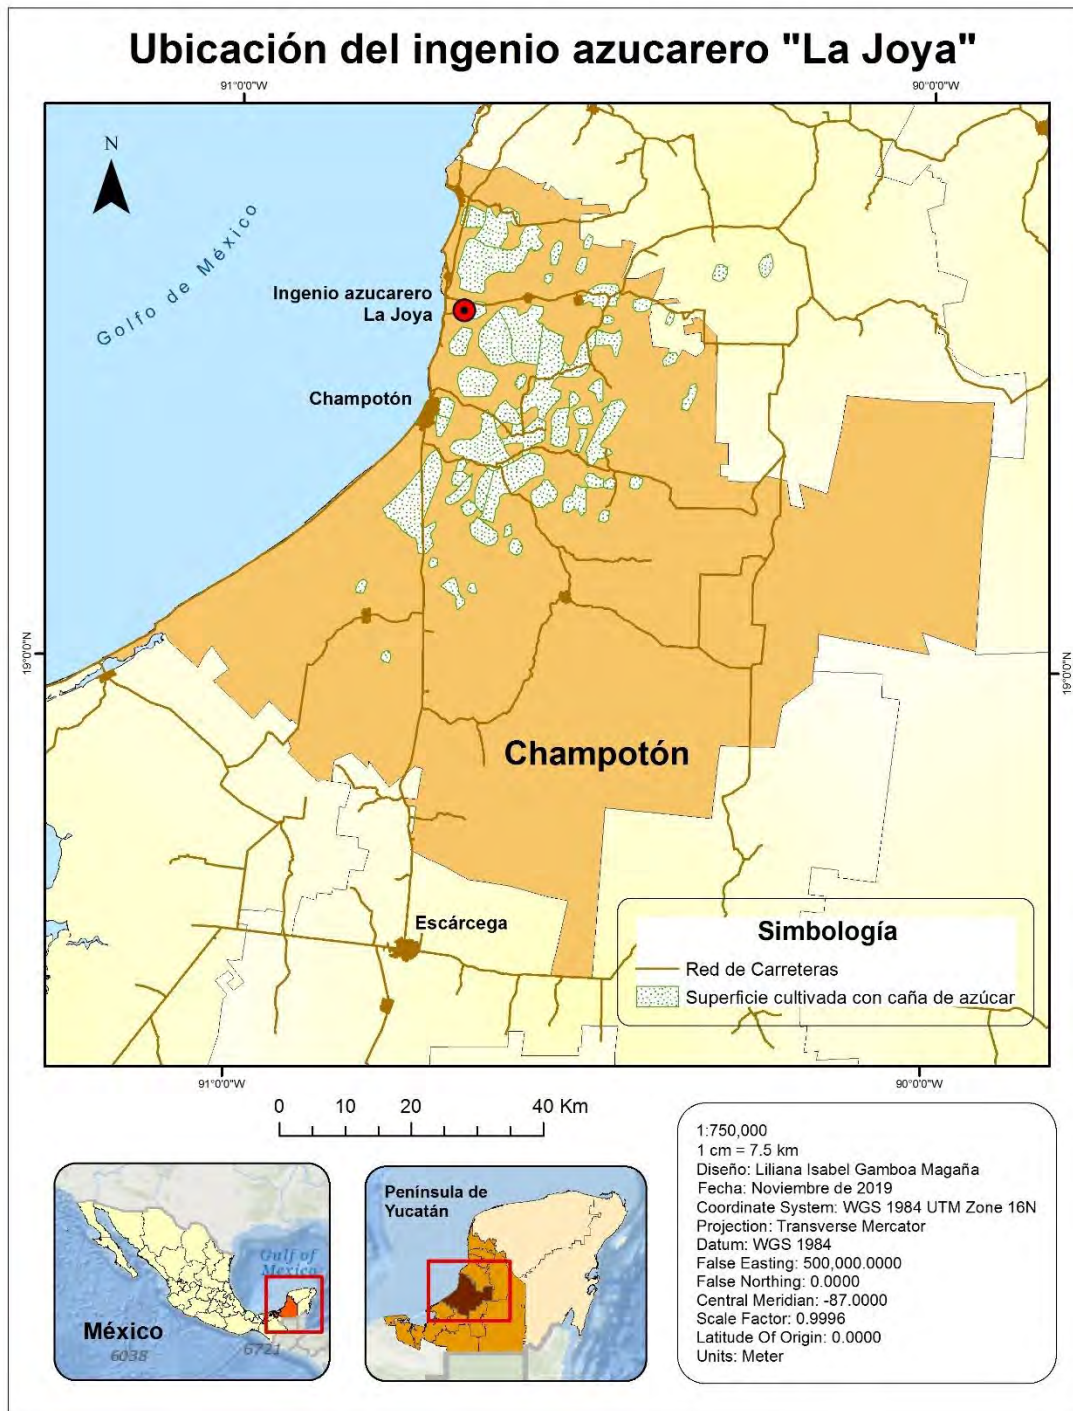 Ubicación del ingenio azucarero "La Joya"
91°0'0"W
90°0'0"W
N
Golfo de México
Ingenio azucarero
La Joya
Champotón
19°0'0"N
19°0'0"N
Champotón
Escárcega
Simbología
Red de Carreteras
Superficie cultivada con caña de azúcar
91°0'0"W
90°0'0"W
0 10 20 40 Km
Gulf of
Mexico
México
6038
6721
Península de
Yucatán
1:750,000
1 cm = 7.5 km
Diseño: Liliana Isabel Gamboa Magaña
Fecha: Noviembre de 2019
Coordinate System: WGS 1984 UTM Zone 16N
Projection: Transverse Mercator
Datum: WGS 1984
False Easting: 500,000.0000
False Northing: 0.0000
Central Meridian: -87.0000
Scale Factor: 0.9996
Latitude Of Origin: 0.0000
Units: Meter